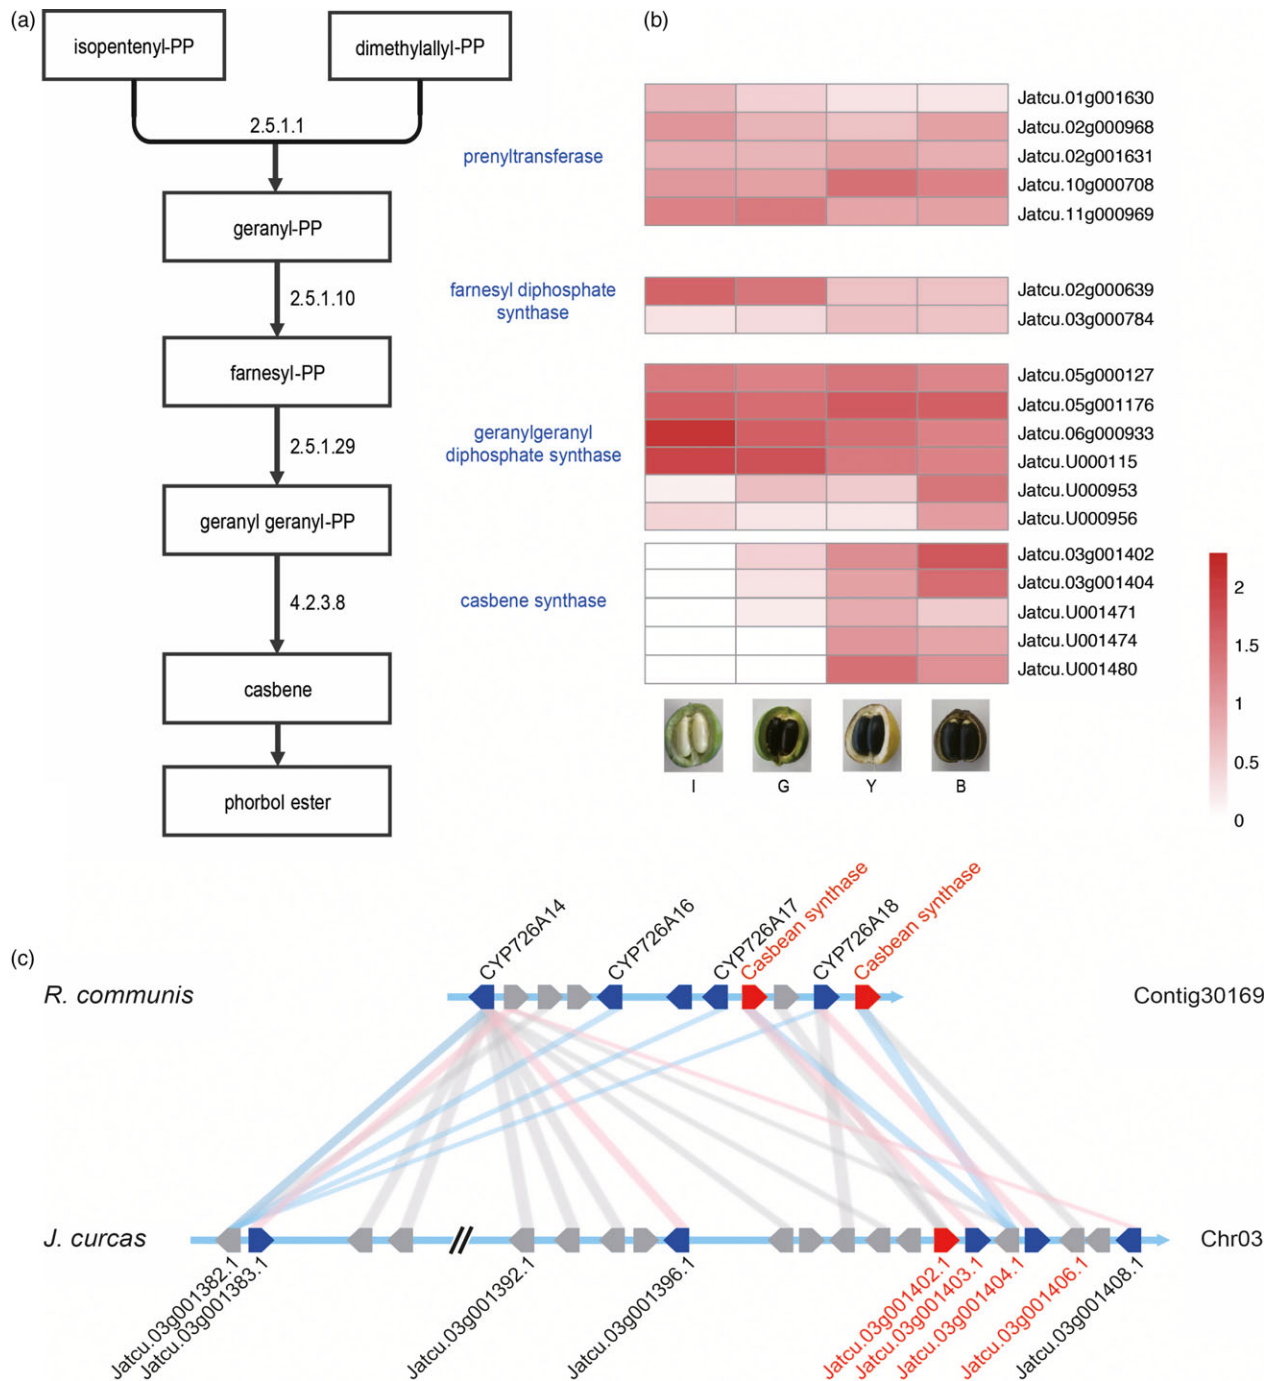 (a)
isopentenyl-PP
dimethylallyl-PP
2.5.1.1
geranyl-PP
2.5.1.10
farnesyl-PP
2.5.1.29
geranyl geranyl-PP
4.2.3.8
casbene
phorbol ester
(b)
prenyltransferase
Jatcu.01g001630
Jatcu.02g000968
Jatcu.02g001631
Jatcu.10g000708
Jatcu.11g000969
farnesyl diphosphate
synthase
Jatcu.02g000639
Jatcu.03g000784
geranylgeranyl
diphosphate synthase
Jatcu.05g000127
Jatcu.05g001176
Jatcu.06g000933
Jatcu.U000115
Jatcu.U000953
Jatcu.U000956
casbene synthase
Jatcu.03g001402
Jatcu.03g001404
Jatcu.U001471
Jatcu.U001474
Jatcu.U001480
I G Y B
2
1.5
1
0.5
0
(c)
CYP726A14
CYP726A16
CYP726A17
Casbean synthase
CYP726A18
Casbean synthase
R. communis
Contig30169
J. curcas
Chr03
Jatcu.03g001382.1
Jatcu.03g001383.1
Jatcu.03g001392.1
Jatcu.03g001396.1
Jatcu.03g001402.1
Jatcu.03g001403.1
Jatcu.03g001404.1
Jatcu.03g001406.1
Jatcu.03g001408.1